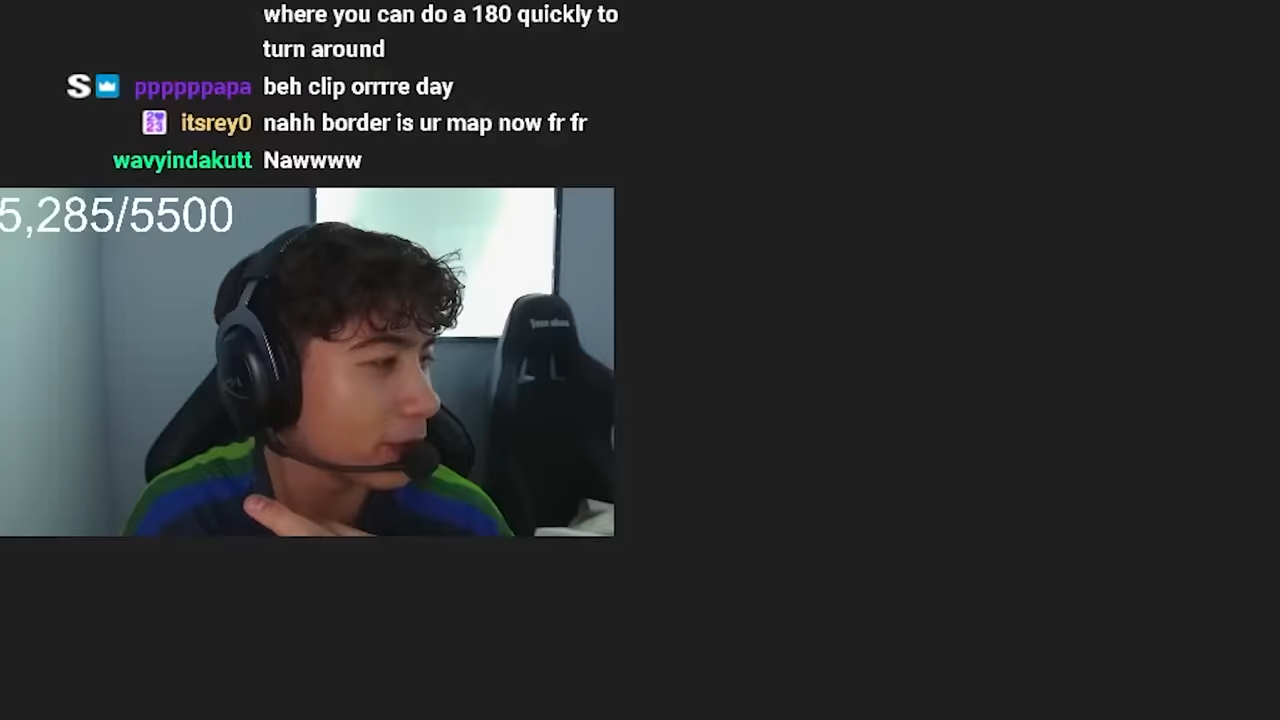 where you can do a 180 quickly to
turn around
S ppppppapa beh clip orrrre day
itsrey0 nahh border is ur map now fr fr
wavyindakutt Nawwww
5,285/5500